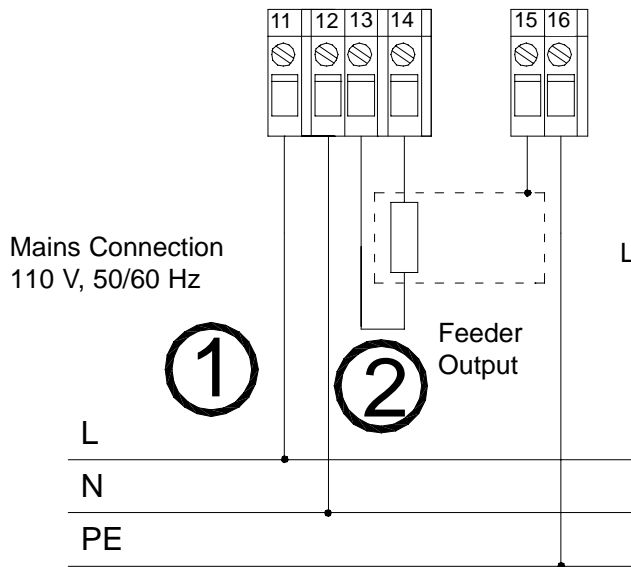 11 12 13 14 15 16
Mains Connection
110 V, 50/60 Hz
L
1
2
Feeder
Output
L
N
PE